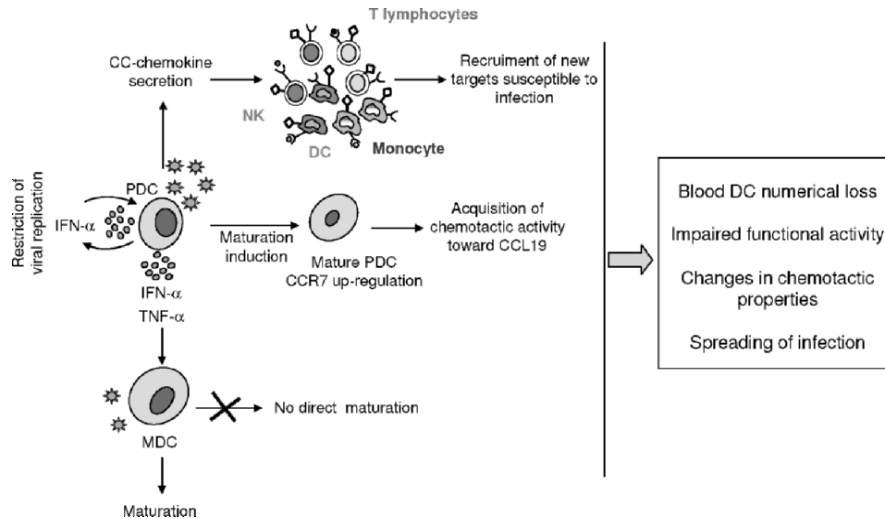 T lymphocytes
CC-chemokine
secretion
Recruiment of new
targets susceptible to
infection
NK
DC
Monocyte
Restriction of
viral replication
PDC
IFN-α
Maturation
induction
Mature PDC
CCR7 up-regulation
Acquisition of
chemotactic activity
toward CCL19
IFN-α
TNF-α
MDC
No direct maturation
Maturation
Blood DC numerical loss
Impaired functional activity
Changes in chemotactic
properties
Spreading of infection